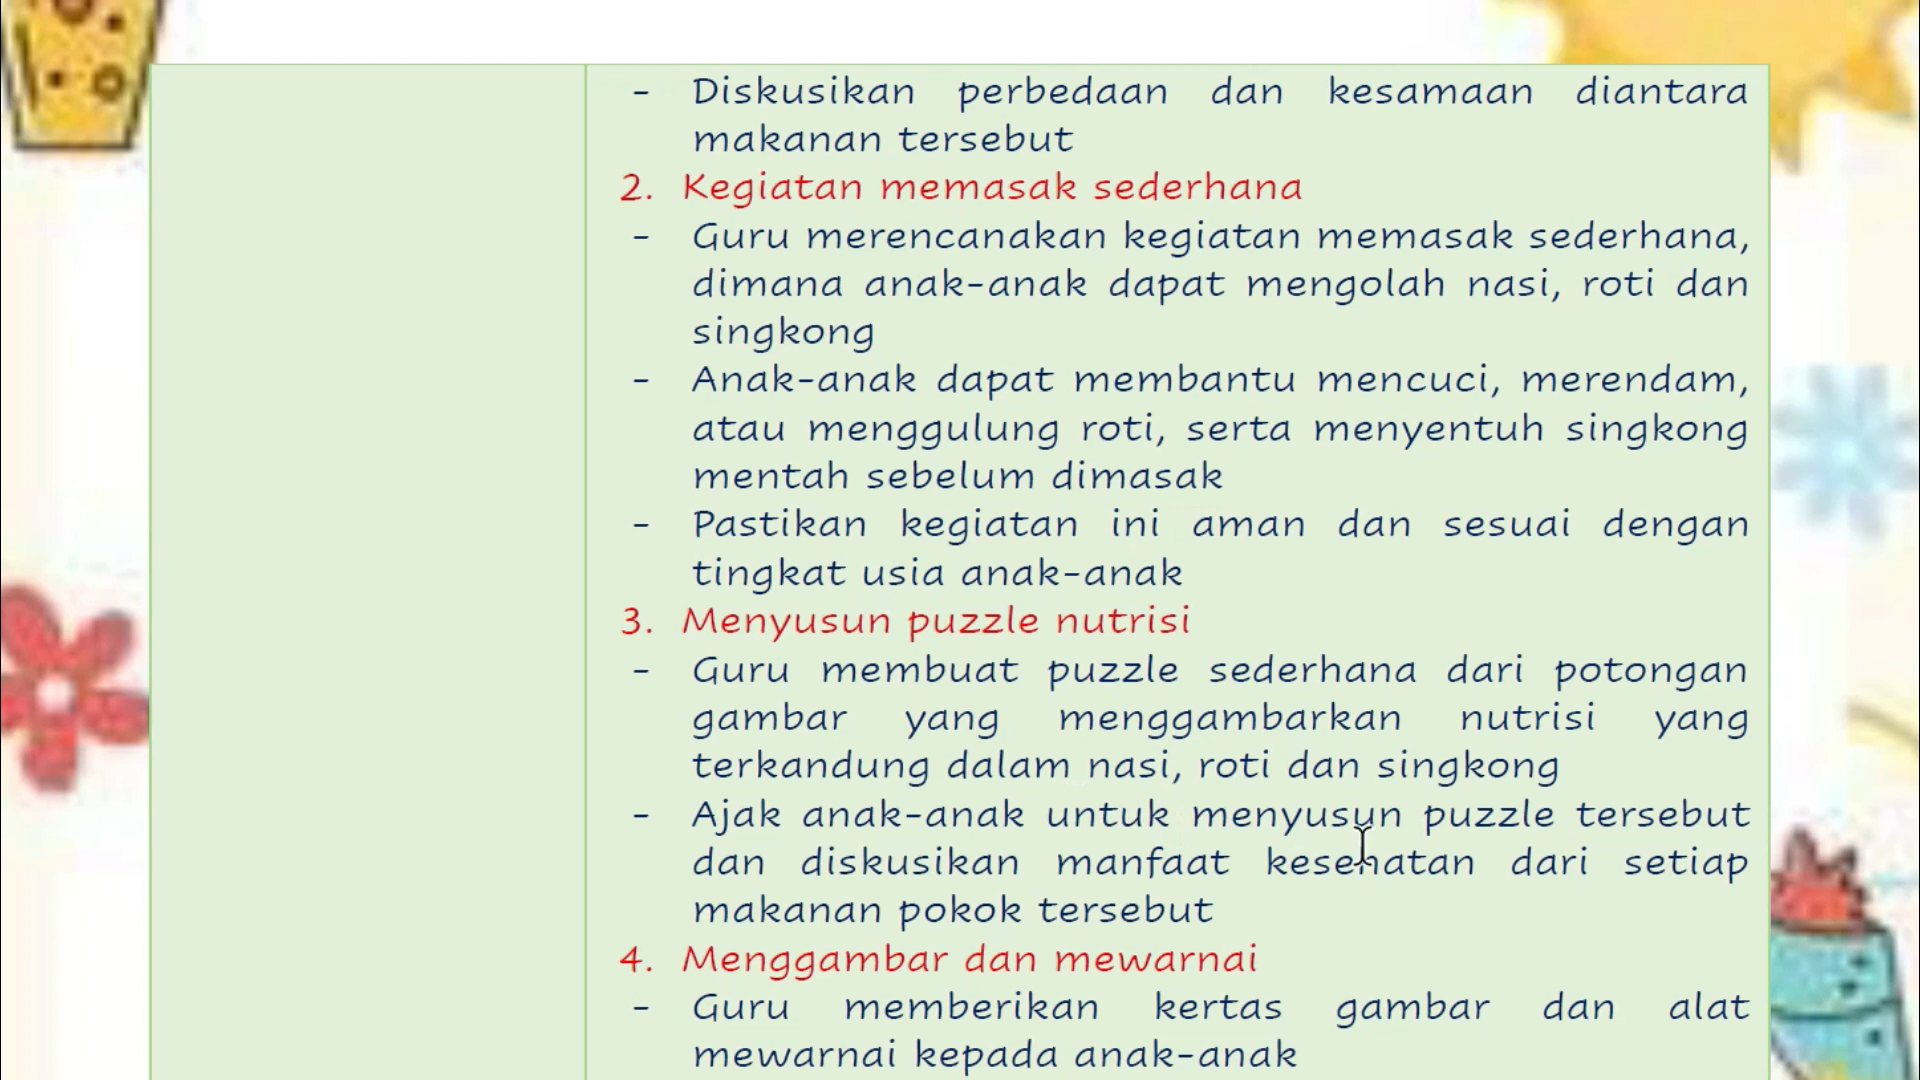 - Diskusikan perbedaan dan kesamaan diantara
makanan tersebut
2. Kegiatan memasak sederhana
- Guru merencanakan kegiatan memasak sederhana,
dimana anak-anak dapat mengolah nasi, roti dan
singkong
- Anak-anak dapat membantu mencuci, merendam,
atau menggulung roti, serta menyentuh singkong
mentah sebelum dimasak
- Pastikan kegiatan ini aman dan sesuai dengan
tingkat usia anak-anak
3. Menyusun puzzle nutrisi
- Guru membuat puzzle sederhana dari potongan
gambar yang menggambarkan nutrisi yang
terkandung dalam nasi, roti dan singkong
- Ajak anak-anak untuk menyusun puzzle tersebut
dan diskusikan manfaat kesehatan dari setiap
makanan pokok tersebut
4. Menggambar dan mewarnai
- Guru memberikan kertas gambar dan alat
mewarnai kepada anak-anak